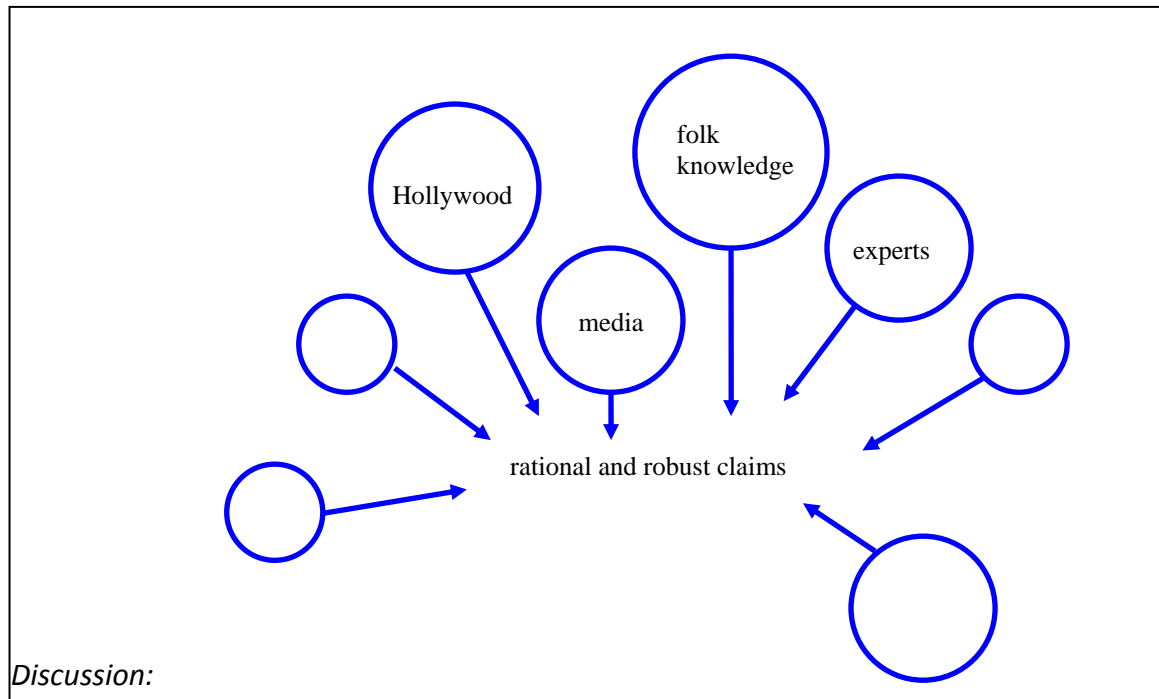 folk
knowledge
Hollywood
experts
media
rational and robust claims
Discussion: